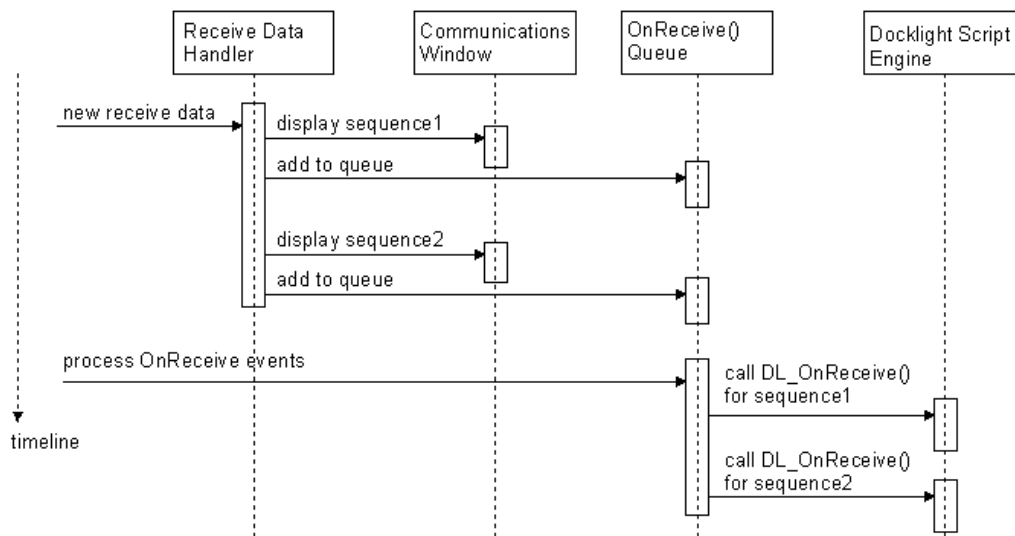 Receive Data
Handler
Communications
Window
OnReceive()
Queue
Docklight Script
Engine
new receive data
display sequence1
add to queue
display sequence2
add to queue
process OnReceive events
call DL_OnReceive()
for sequence1
timeline
call DL_OnReceive()
for sequence2